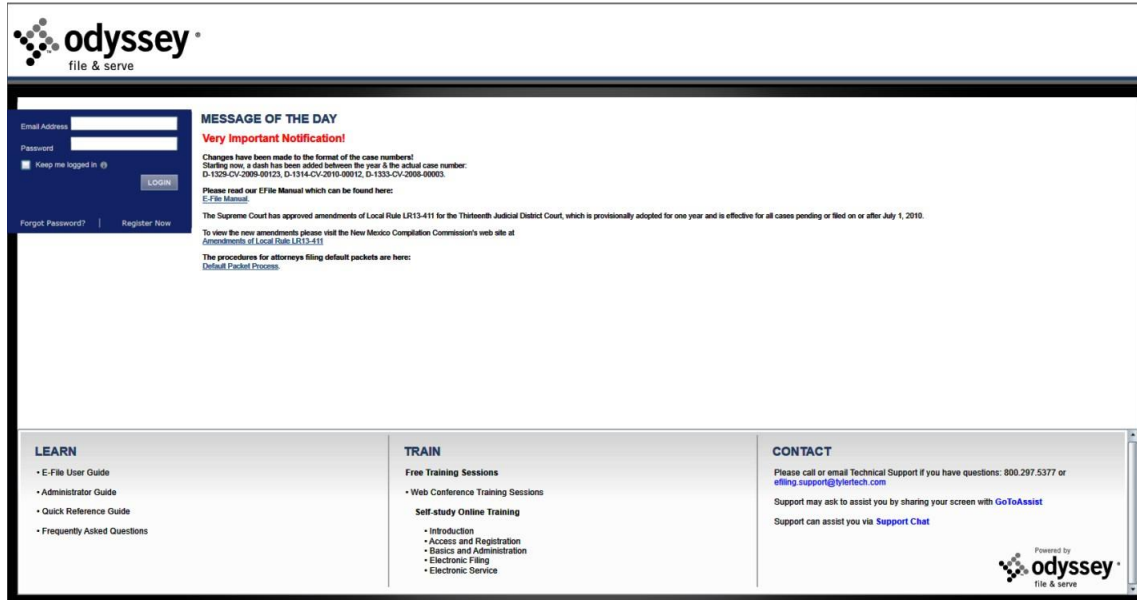 odyssey
file & serve
Email Address
Password
Keep me logged in
LOGIN
Forgot Password? | Register Now
MESSAGE OF THE DAY
Very Important Notification!
Changes have been made to the format of the case numbers!
Starting now, a dash has been added between the year & the actual case number:
D-1329-CV-2009-00123, D-1314-CV-2010-00012, D-1333-CV-2008-00003.
Please read our EFile Manual which can be found here:
E-File Manual.
The Supreme Court has approved amendments of Local Rule LR13-411 for the Thirteenth Judicial District Court, which is provisionally adopted for one year and is effective for all cases pending or filed on or after July 1, 2010.
To view the new amendments please visit the New Mexico Compilation Commission's web site at
Amendments of Local Rule LR13-411
The procedures for attorneys filing default packets are here:
Default Packet Process.
LEARN
• E-File User Guide
• Administrator Guide
• Quick Reference Guide
• Frequently Asked Questions
TRAIN
Free Training Sessions
• Web Conference Training Sessions
Self-study Online Training
• Introduction
• Access and Registration
• Basics and Administration
• Electronic Filing
• Electronic Service
CONTACT
Please call or email Technical Support if you have questions: 800.297.5377 or
efiling.support@tylertech.com
Support may ask to assist you by sharing your screen with GoToAssist
Support can assist you via Support Chat
Powered by
odyssey
file & serve